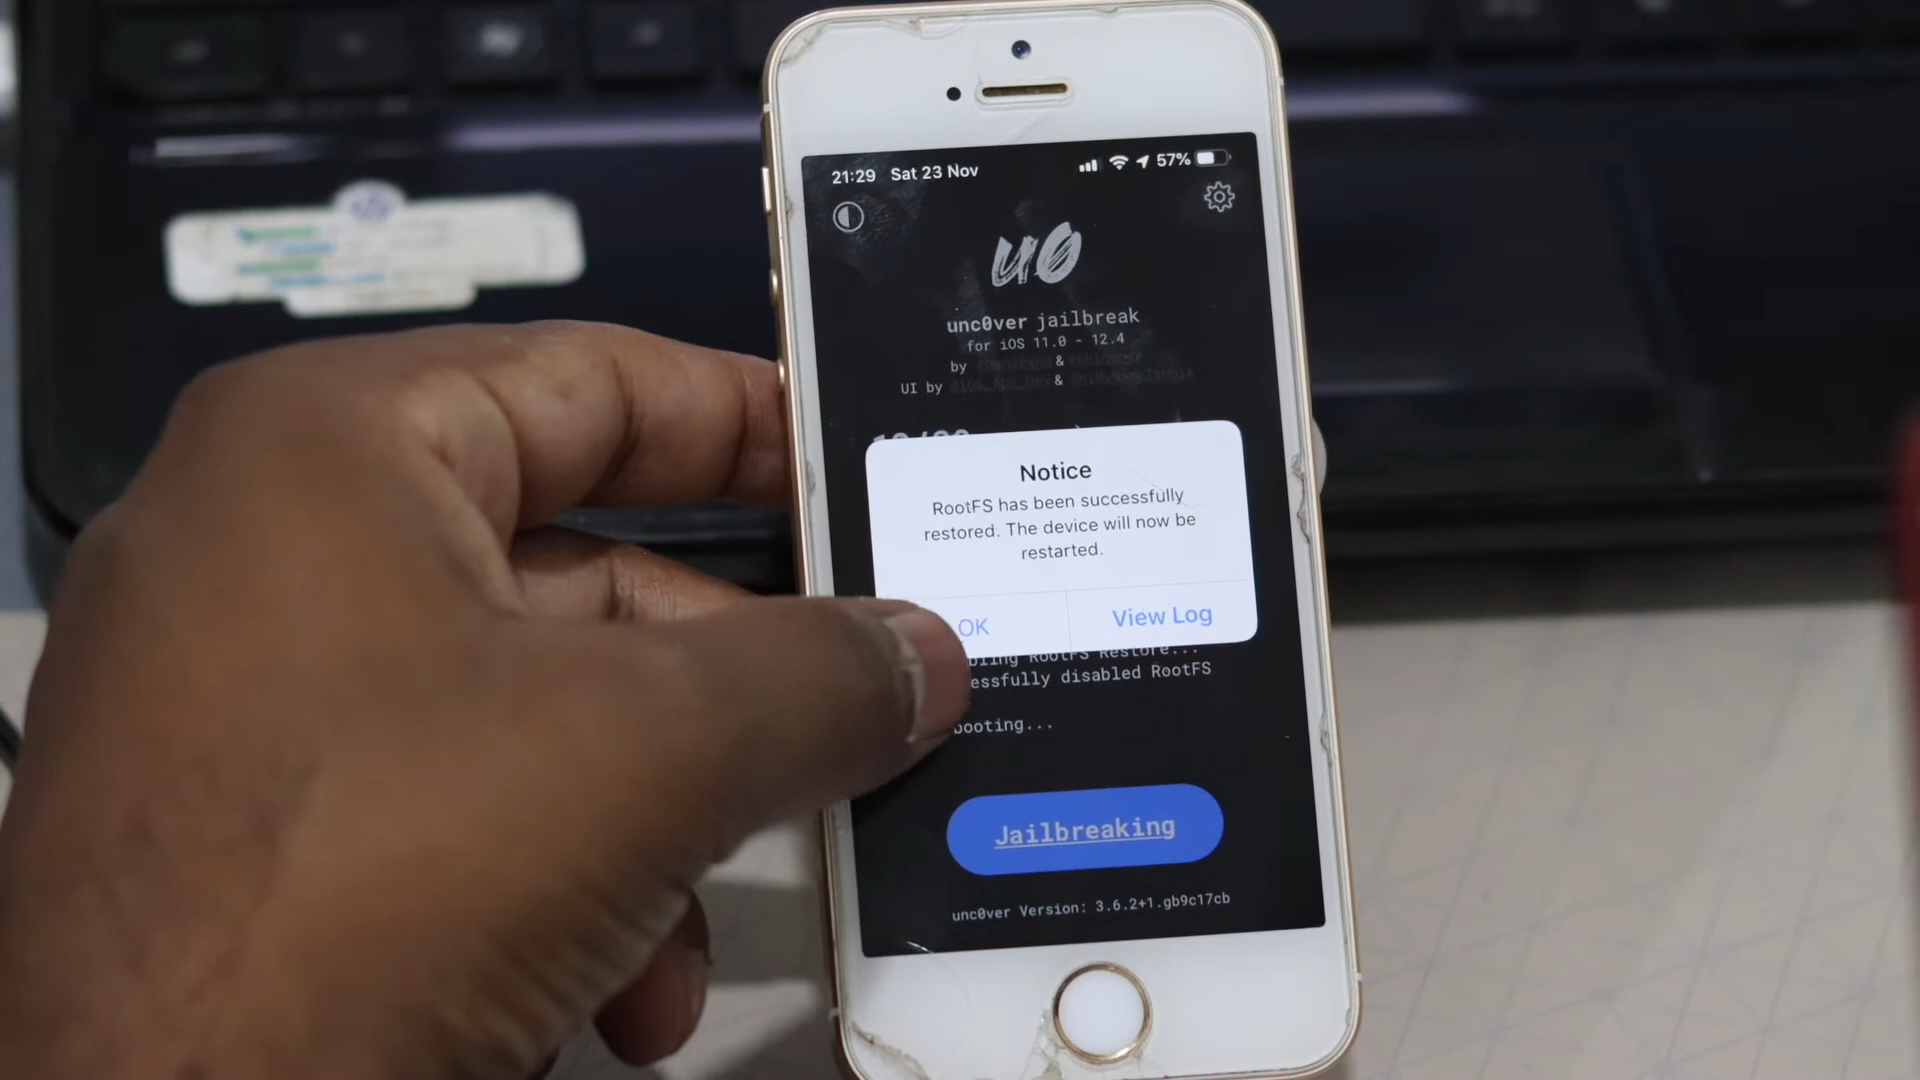 21:29 Sat 23 Nov 57%
u0
unc0ver jailbreak
for iOS 11.0 - 12.4
by &
UI by &
Notice
RootFS has been successfully
restored. The device will now be
restarted.
OK View Log
RootFS Restore...
essfully disabled RootFS
booting...
Jailbreaking
unc0ver Version: 3.6.2+1.gb9c17cb